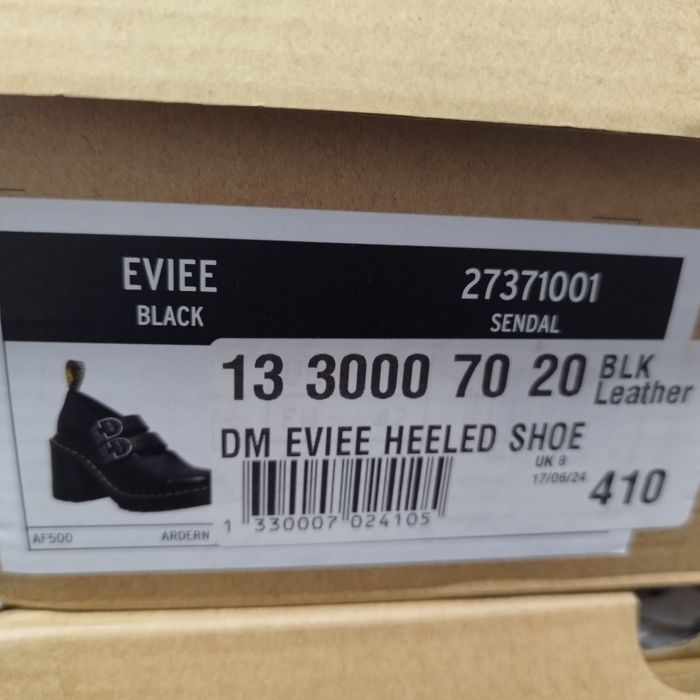 EVIEE
BLACK
27371001
SENDAL
13 3000 70 20 BLK Leather
DM EVIEE HEELED SHOE
UK 8
17/06/24
410
1 330007 024105
AF500
ARDERN